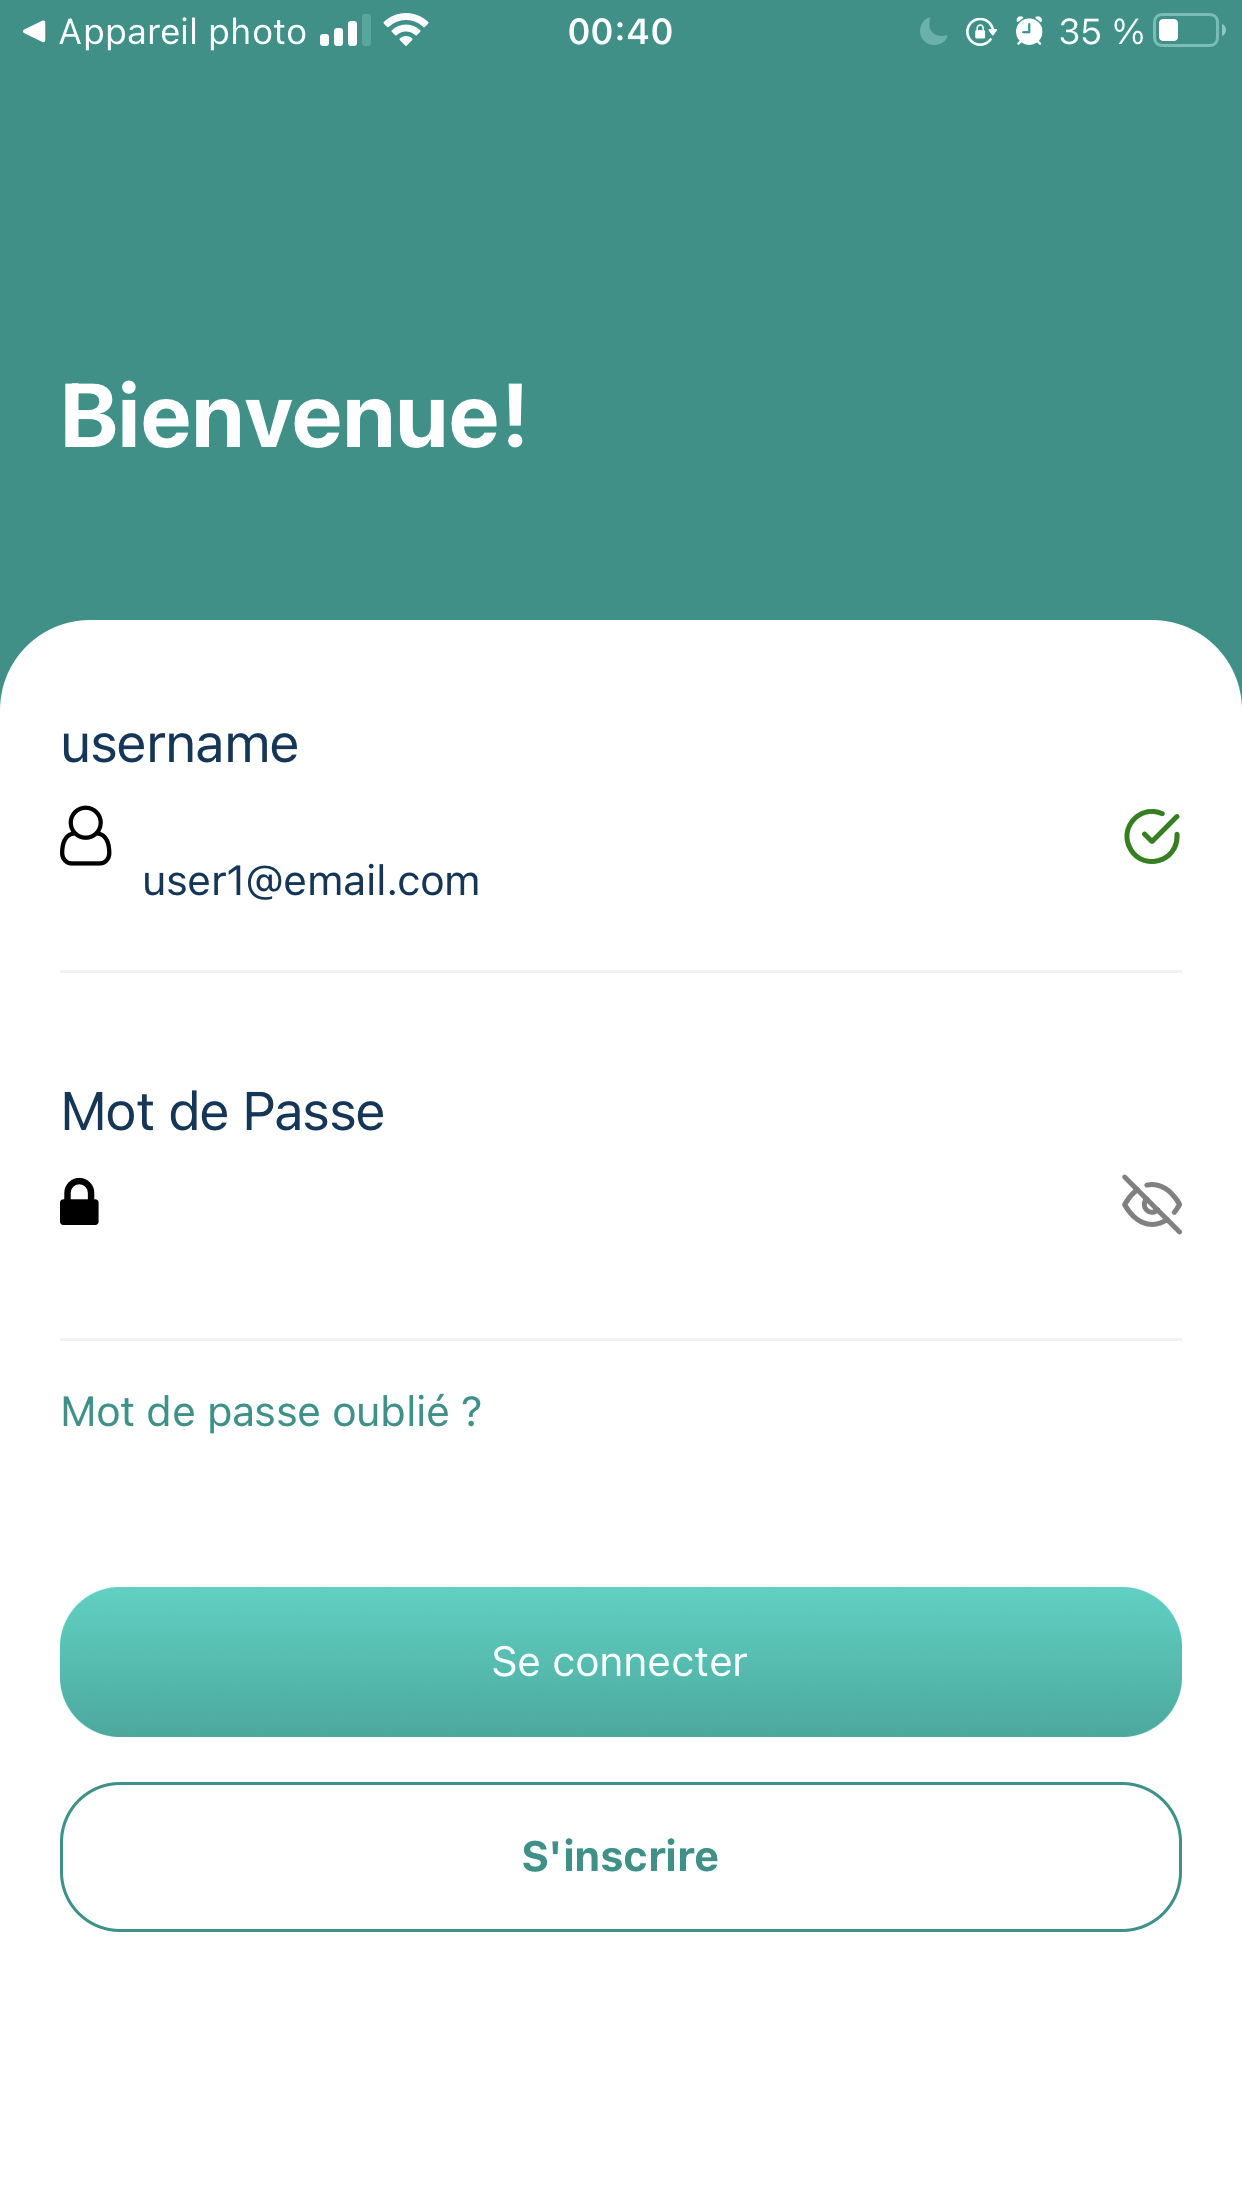 Appareil photo 00:40 35 %
Bienvenue!
username
user1@email.com
Mot de Passe
Mot de passe oublié ?
Se connecter
S'inscrire